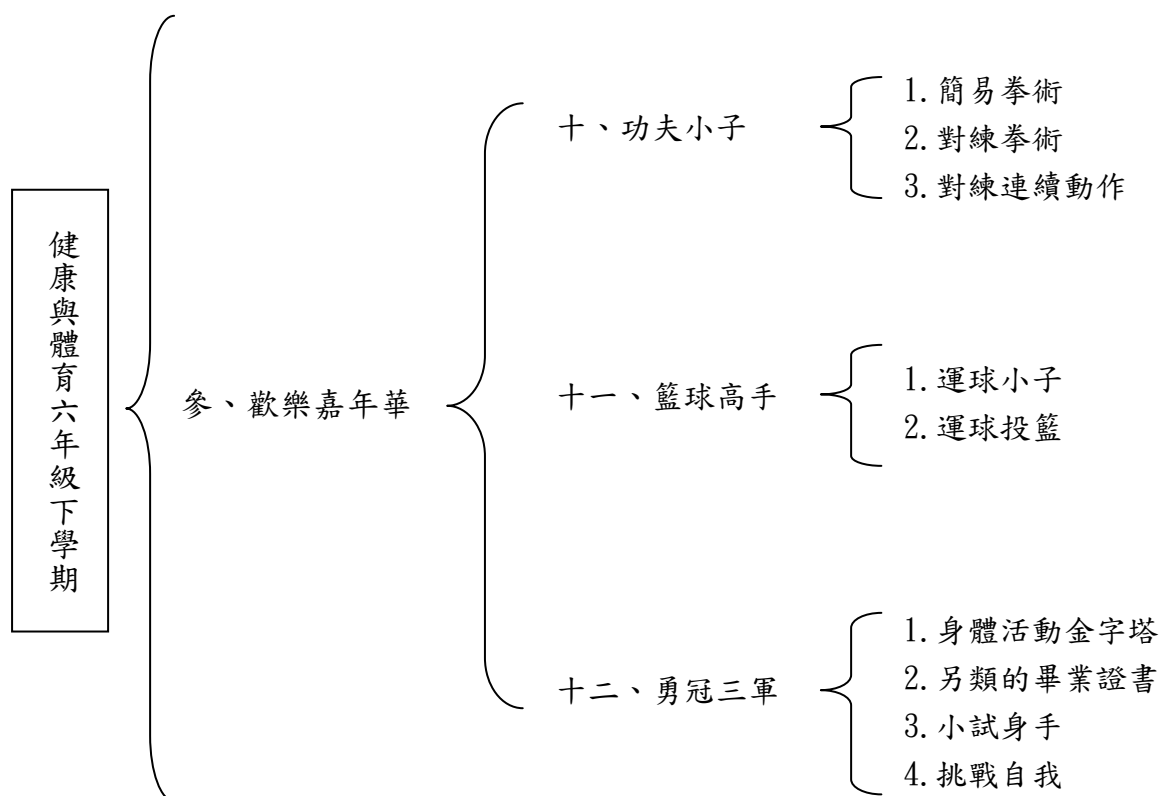 健康與體育六年級下學期
參、歡樂嘉年華
十、功夫小子
1.簡易拳術
2.對練拳術
3.對練連續動作
十一、籃球高手
1.運球小子
2.運球投籃
十二、勇冠三軍
1.身體活動金字塔
2.另類的畢業證書
3.小試身手
4.挑戰自我